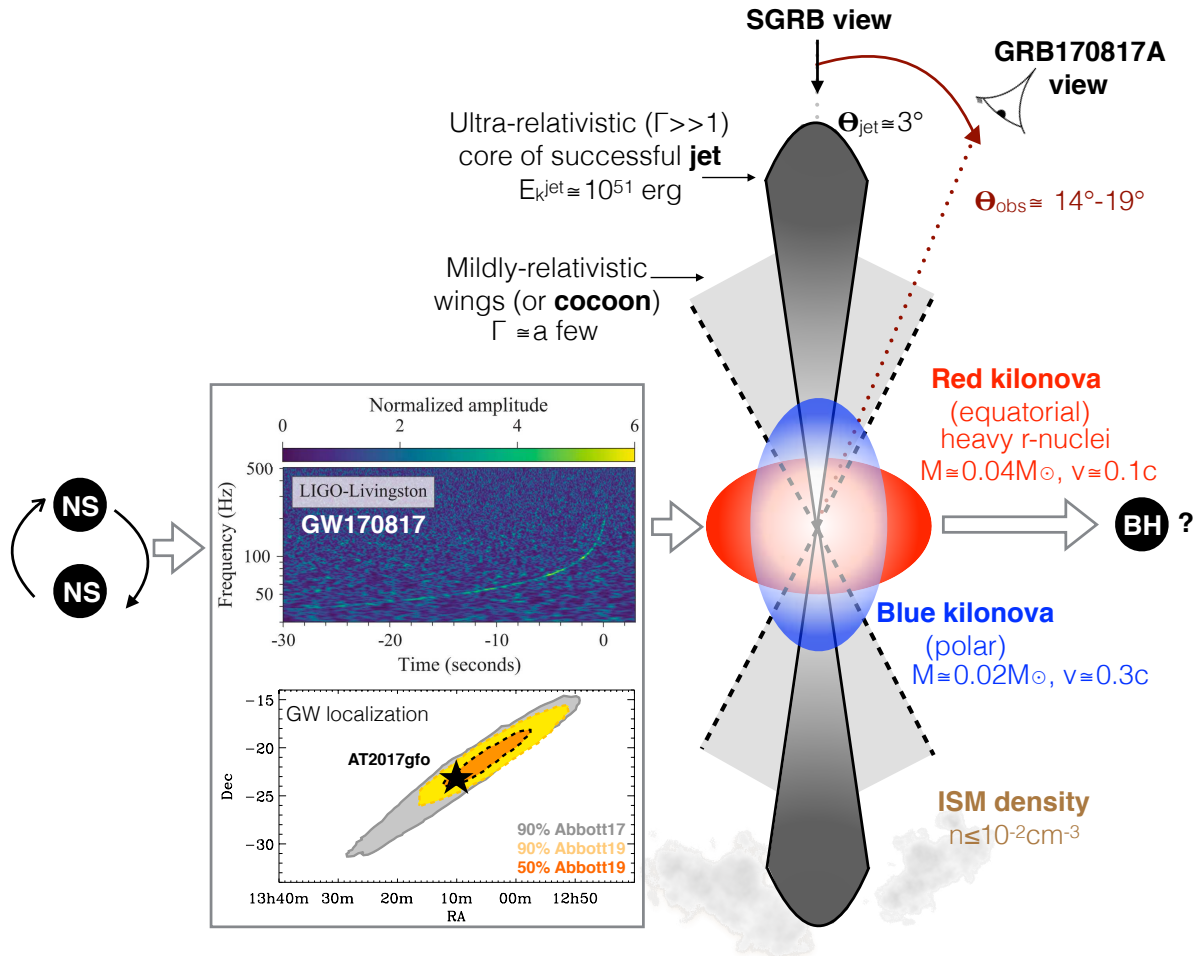 SGRB view
GRB170817A
view
Ultra-relativistic (Γ>>1)
core of successful jet
Eₖʲᵉᵗ ≅ 10⁵¹ erg
Θjet ≅ 3°
Θobs ≅ 14°-19°
Mildly-relativistic
wings (or cocoon)
Γ ≅ a few
Red kilonova
(equatorial)
heavy r-nuclei
M≅0.04M⊙, v≅0.1c
NS
NS
Normalized amplitude
0 2 4 6
Frequency (Hz)
500
100
50
LIGO-Livingston
GW170817
-30 -20 -10 0
Time (seconds)
BH ?
Blue kilonova
(polar)
M≅0.02M⊙, v≅0.3c
GW localization
AT2017gfo
Dec
-15
-20
-25
-30
90% Abbott17
90% Abbott19
50% Abbott19
13h40m 30m 20m 10m 00m 12h50
RA
ISM density
n≤10⁻²cm⁻³